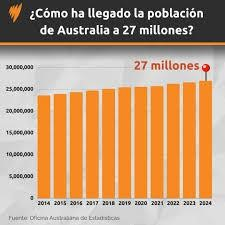 ¿Cómo ha llegado la población
de Australia a 27 millones?
27 millones
30,000,000
25,000,000
20,000,000
15,000,000
10,000,000
5,000,000
0
2014 2015 2016 2017 2018 2019 2020 2021 2022 2023 2024
Fuente: Oficina Australiana de Estadísticas